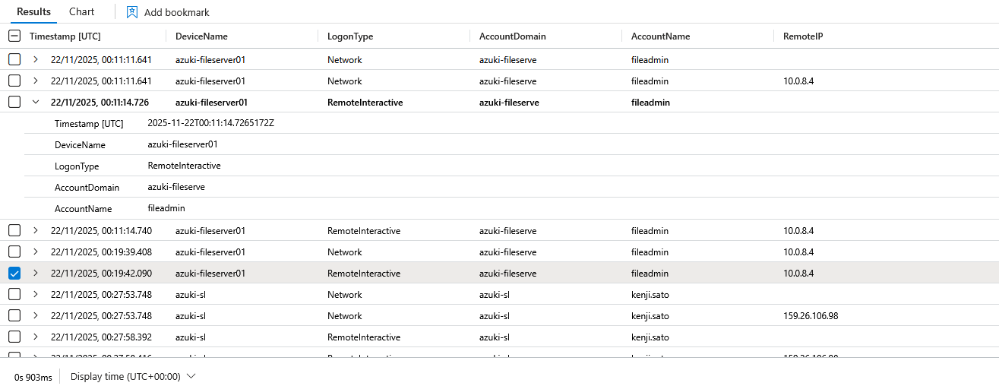 Results Chart Add bookmark
Timestamp [UTC] DeviceName LogonType AccountDomain AccountName RemoteIP
22/11/2025, 00:11:11.641 azuki-fileserver01 Network azuki-fileserve fileadmin
22/11/2025, 00:11:11.641 azuki-fileserver01 Network azuki-fileserve fileadmin 10.0.8.4
22/11/2025, 00:11:14.726 azuki-fileserver01 RemoteInteractive azuki-fileserve fileadmin
Timestamp [UTC] 2025-11-22T00:11:14.7265172Z
DeviceName azuki-fileserver01
LogonType RemoteInteractive
AccountDomain azuki-fileserve
AccountName fileadmin
22/11/2025, 00:11:14.740 azuki-fileserver01 RemoteInteractive azuki-fileserve fileadmin 10.0.8.4
22/11/2025, 00:19:39.408 azuki-fileserver01 Network azuki-fileserve fileadmin 10.0.8.4
22/11/2025, 00:19:42.090 azuki-fileserver01 RemoteInteractive azuki-fileserve fileadmin 10.0.8.4
22/11/2025, 00:27:53.748 azuki-sl Network azuki-sl kenji.sato
22/11/2025, 00:27:53.748 azuki-sl Network azuki-sl kenji.sato 159.26.106.98
22/11/2025, 00:27:58.392 azuki-sl RemoteInteractive azuki-sl kenji.sato
0s 903ms Display time (UTC+00:00)